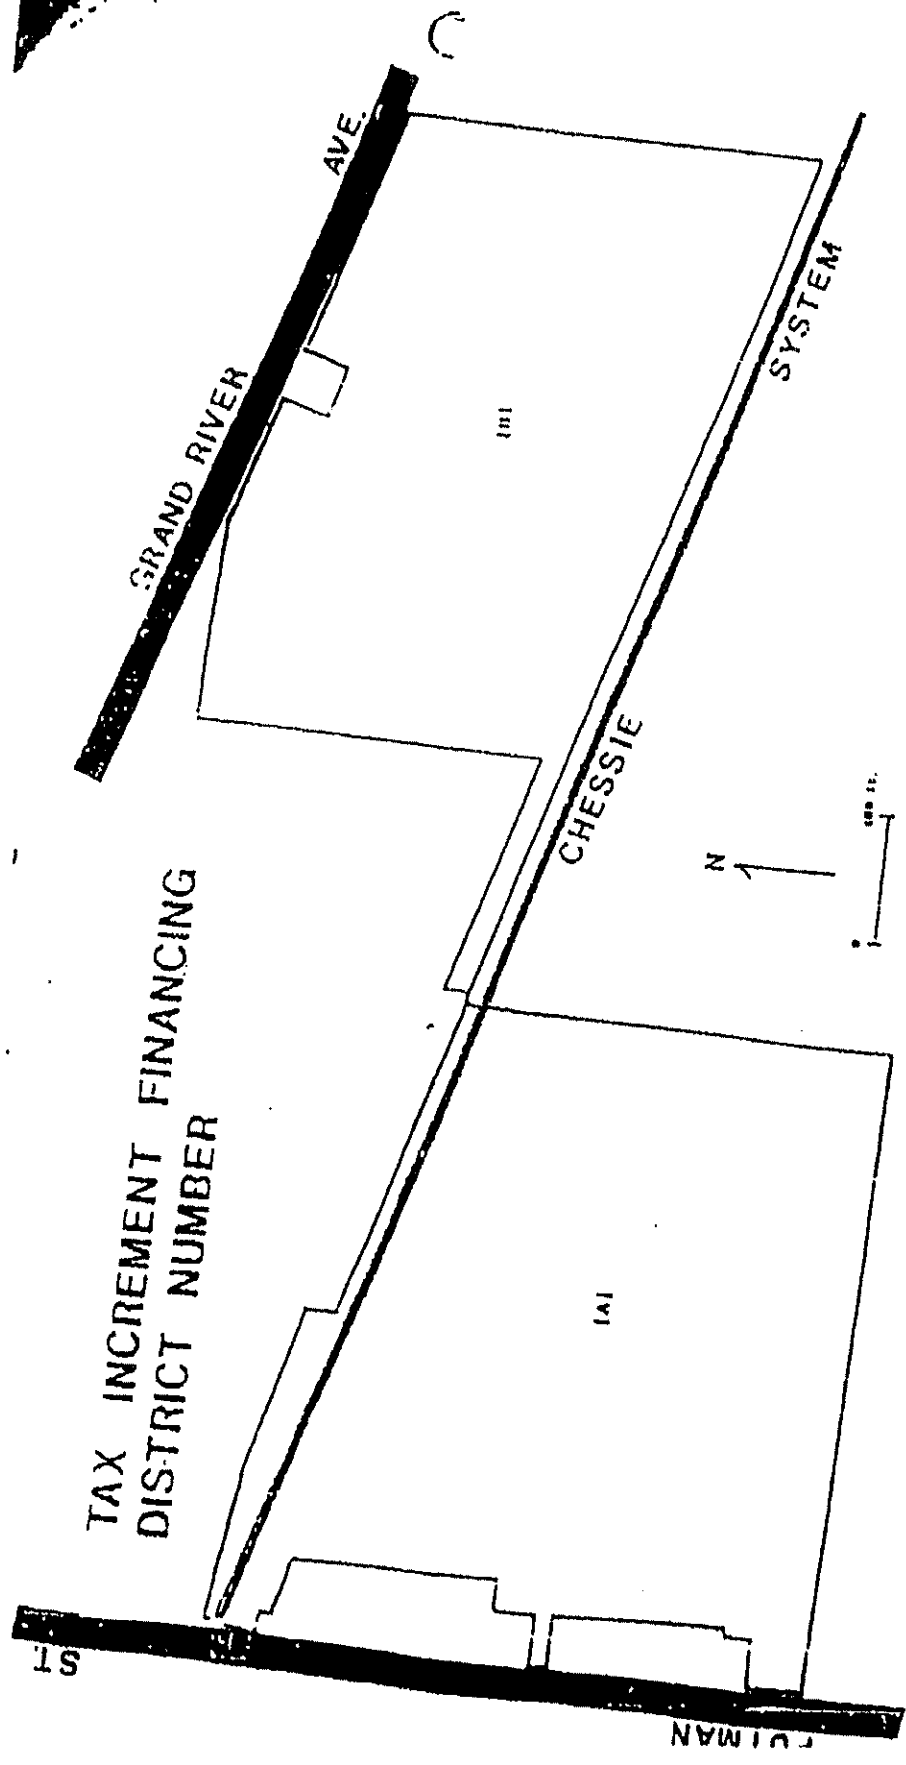 TAX INCREMENT FINANCING
DISTRICT NUMBER
GRAND RIVER AVE.
CHESSIE SYSTEM
ST
[A]
N